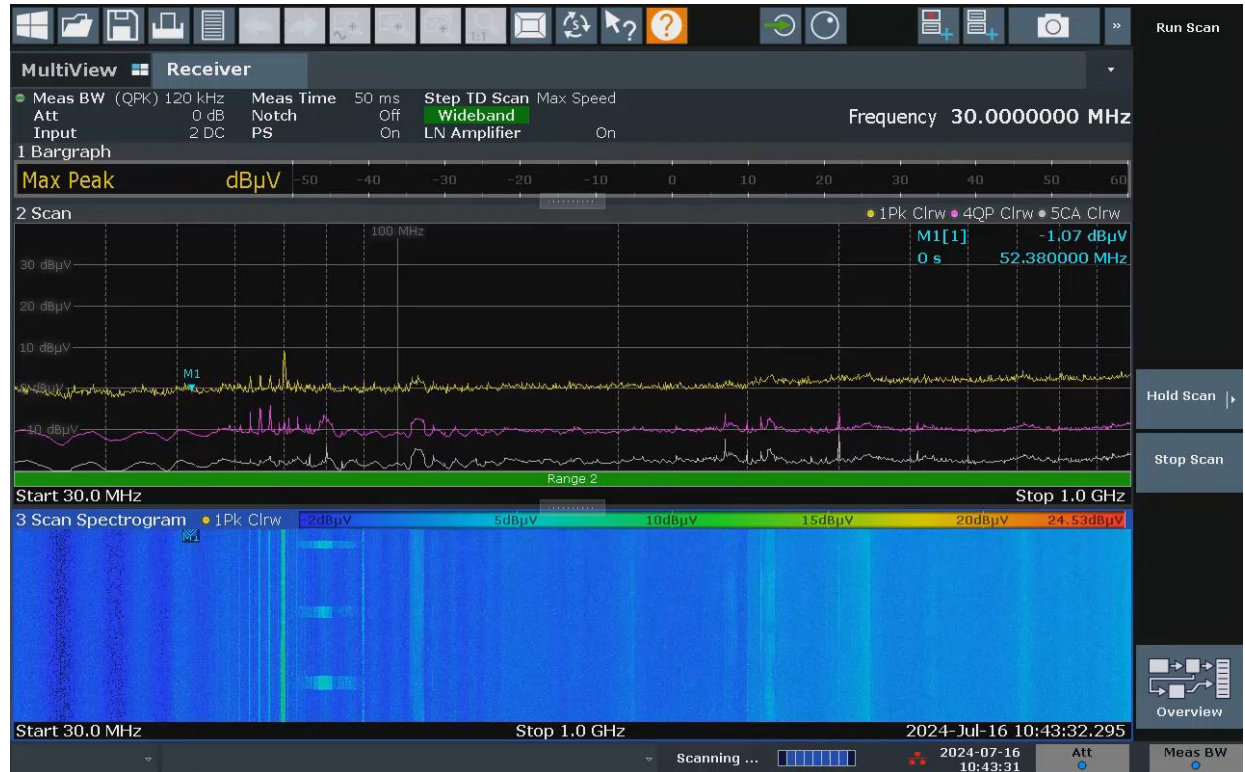 Run Scan
MultiView Receiver
Meas BW (QPK) 120 kHz Meas Time 50 ms Step TD Scan Max Speed
Att 0 dB Notch Off Wideband
Input 2 DC PS On LN Amplifier On
Frequency 30.0000000 MHz
1 Bargraph
Max Peak dBµV -50 -40 -30 -20 -10 0 10 20 30 40 50 60
2 Scan 1Pk Clrw 4QP Clrw 5CA Clrw
100 MHz
M1[1] -1.07 dBµV
0 s 52.380000 MHz
30 dBµV
20 dBµV
10 dBµV
M1
0 dBµV
-10 dBµV
Range 2
Start 30.0 MHz Stop 1.0 GHz
3 Scan Spectrogram 1Pk Clrw -2dBµV 5dBµV 10dBµV 15dBµV 20dBµV 24.53dBµV
M1
Start 30.0 MHz Stop 1.0 GHz 2024-Jul-16 10:43:32.295
Hold Scan
Stop Scan
Overview
Scanning ... 2024-07-16
10:43:31
Att
Meas BW
1:1